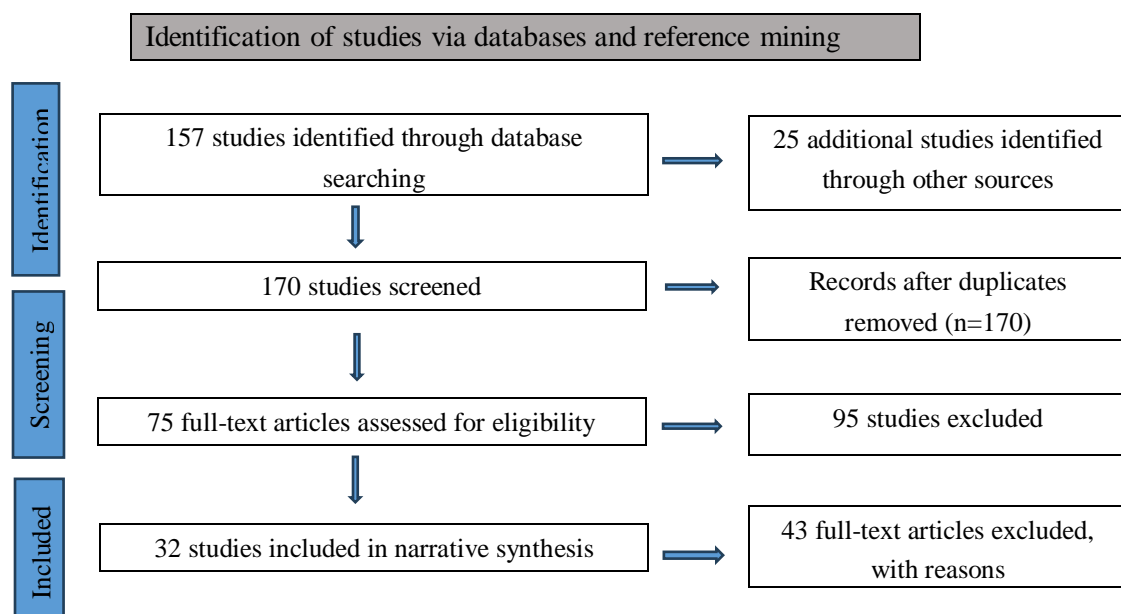 Identification of studies via databases and reference mining
Identification
157 studies identified through database
searching
25 additional studies identified
through other sources
170 studies screened
Records after duplicates
removed (n=170)
Screening
75 full-text articles assessed for eligibility
95 studies excluded
Included
32 studies included in narrative synthesis
43 full-text articles excluded,
with reasons